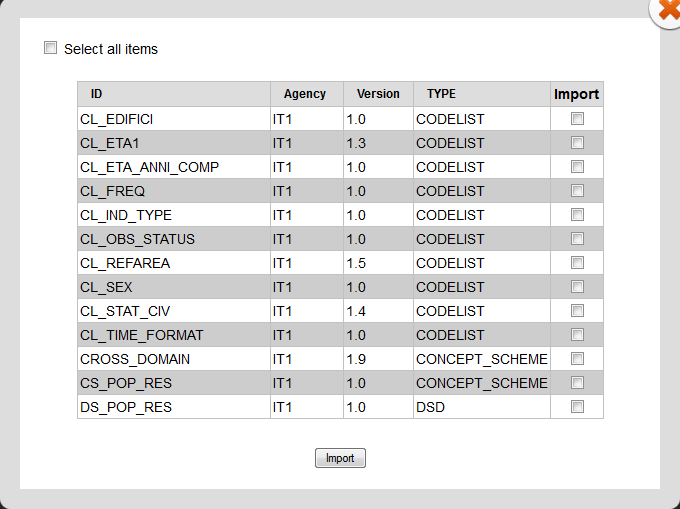 Select all items
ID Agency Version TYPE Import
CL_EDIFICI IT1 1.0 CODELIST
CL_ETA1 IT1 1.3 CODELIST
CL_ETA_ANNI_COMP IT1 1.0 CODELIST
CL_FREQ IT1 1.0 CODELIST
CL_IND_TYPE IT1 1.0 CODELIST
CL_OBS_STATUS IT1 1.0 CODELIST
CL_REFAREA IT1 1.5 CODELIST
CL_SEX IT1 1.0 CODELIST
CL_STAT_CIV IT1 1.4 CODELIST
CL_TIME_FORMAT IT1 1.0 CODELIST
CROSS_DOMAIN IT1 1.9 CONCEPT_SCHEME
CS_POP_RES IT1 1.0 CONCEPT_SCHEME
DS_POP_RES IT1 1.0 DSD
Import